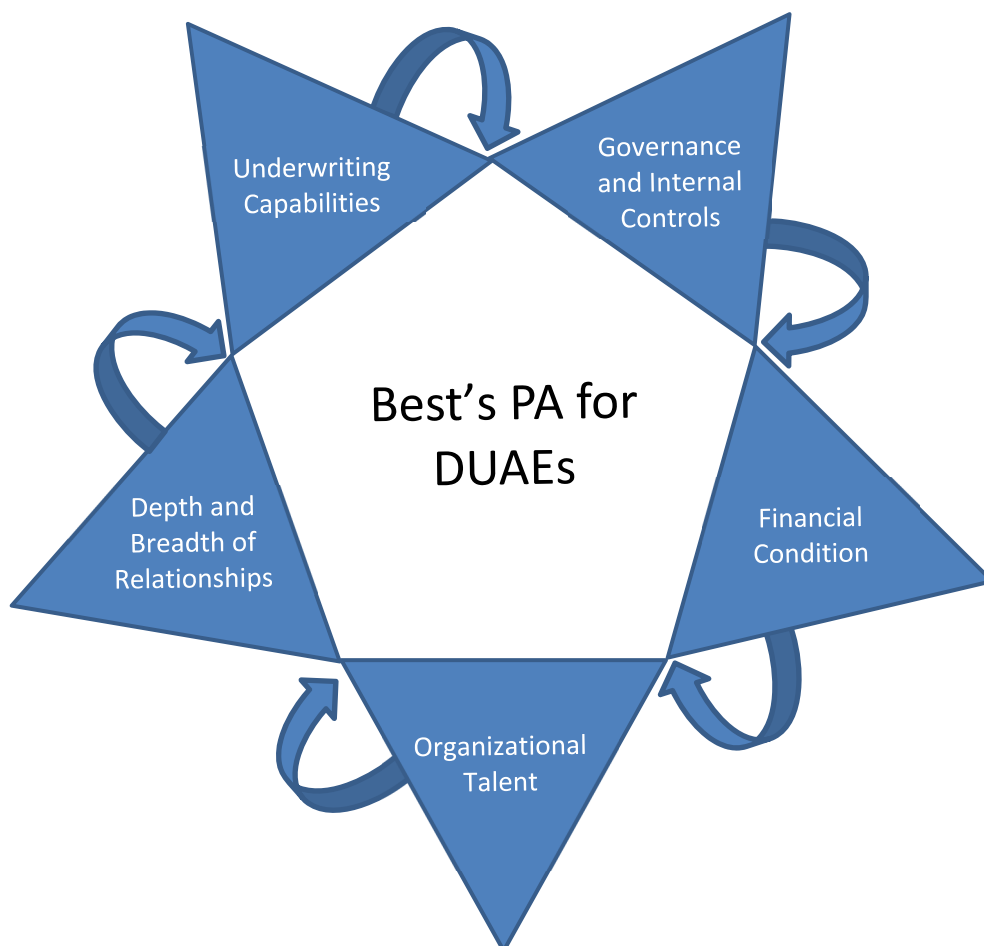 Underwriting
Capabilities
Governance
and Internal
Controls
Best’s PA for
DUAEs
Depth and
Breadth of
Relationships
Financial
Condition
Organizational
Talent